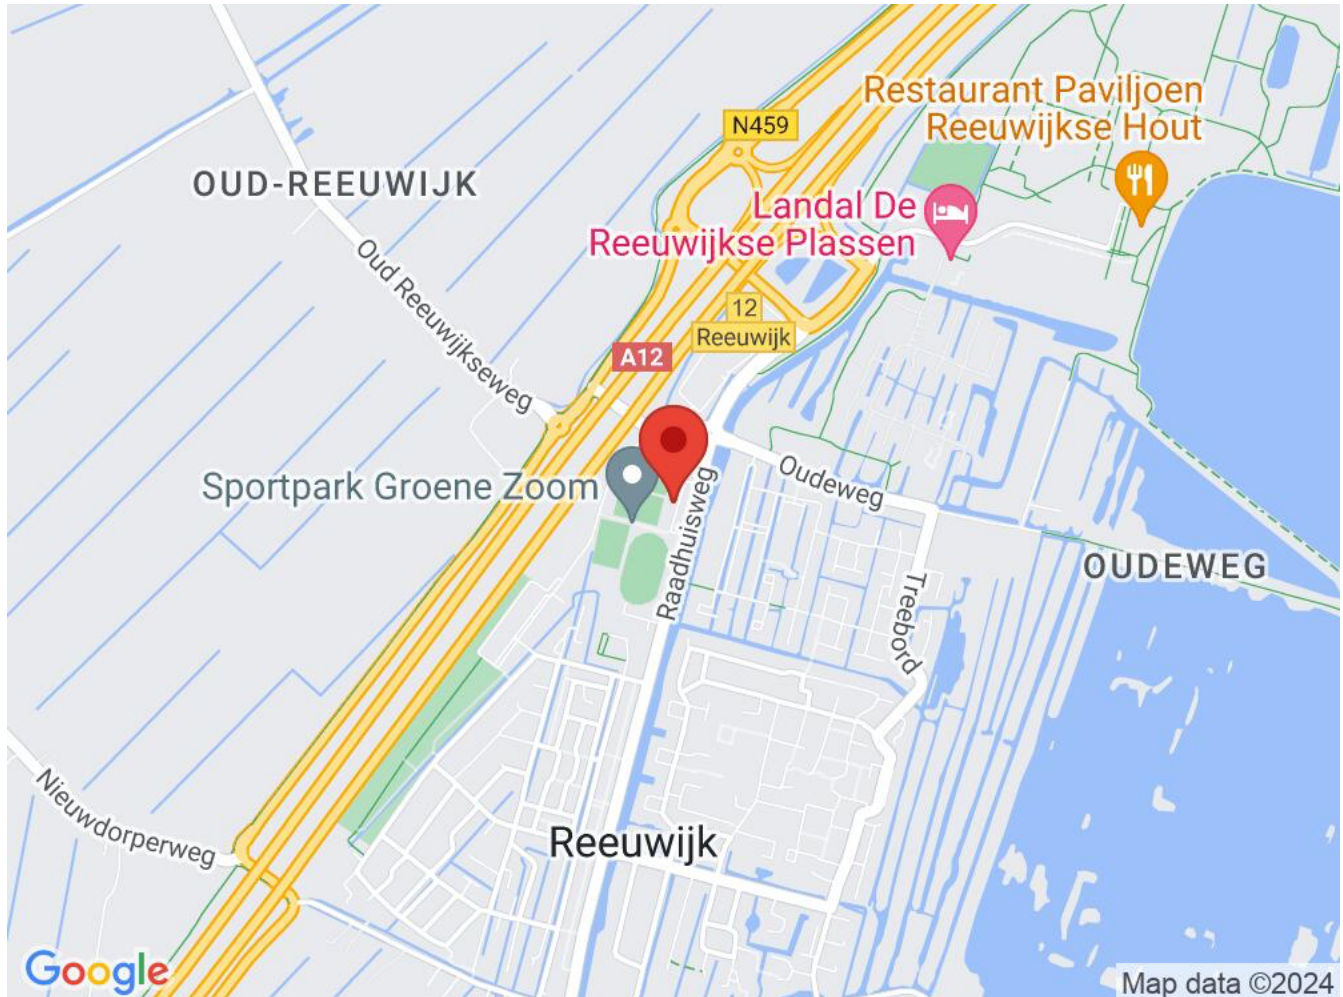 Restaurant Paviljoen
Reeuwijkse Hout
N459
OUD-REEUWIJK
Landal De
Reeuwijkse Plassen
Oud Reeuwijkseweg
12
Reeuwijk
A12
Sportpark Groene Zoom
Raadhuisweg
Oudeweg
OUDEWEG
Treebord
Nieuwdorperweg
Reeuwijk
Google
Map data ©2024